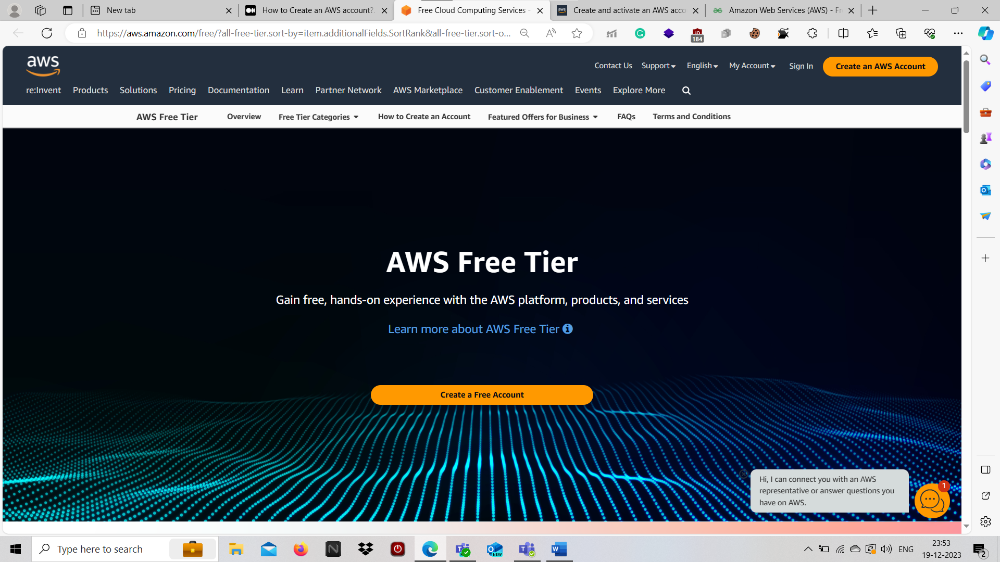 New tab
How to Create an AWS account?.
Free Cloud Computing Services -
Create and activate an AWS acco
Amazon Web Services (AWS) - Fr
https://aws.amazon.com/free/?all-free-tier.sort-by=item.additionalFields.SortRank&all-free-tier.sort-o...
184
aws
Contact Us
Support
English
My Account
Sign In
Create an AWS Account
re:Invent
Products
Solutions
Pricing
Documentation
Learn
Partner Network
AWS Marketplace
Customer Enablement
Events
Explore More
AWS Free Tier
Overview
Free Tier Categories
How to Create an Account
Featured Offers for Business
FAQs
Terms and Conditions
AWS Free Tier
Gain free, hands-on experience with the AWS platform, products, and services
Learn more about AWS Free Tier
Create a Free Account
Hi, I can connect you with an AWS
representative or answer questions you
have on AWS.
1
Type here to search
NEW
ENG
23:53
19-12-2023
2